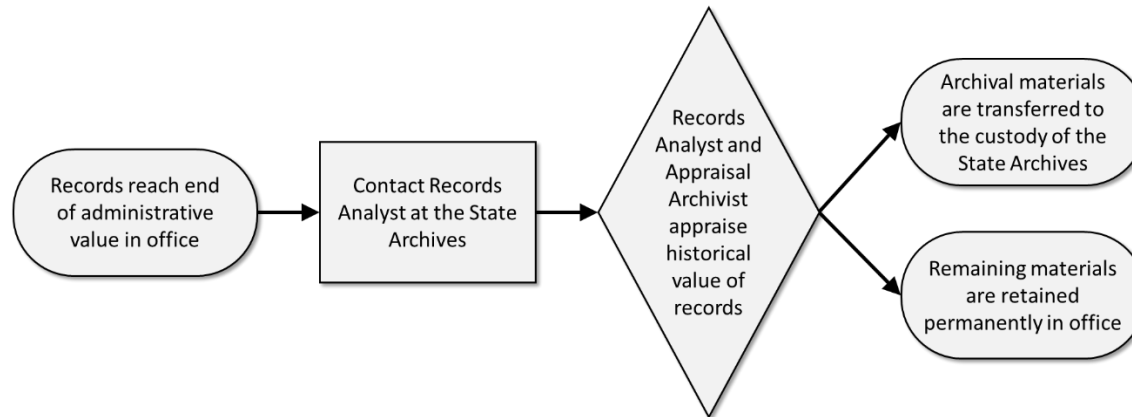 Records reach end
of administrative
value in office
Contact Records
Analyst at the State
Archives
Records
Analyst and
Appraisal
Archivist
appraise
historical
value of
records
Archival materials
are transferred to
the custody of the
State Archives
Remaining materials
are retained
permanently in office